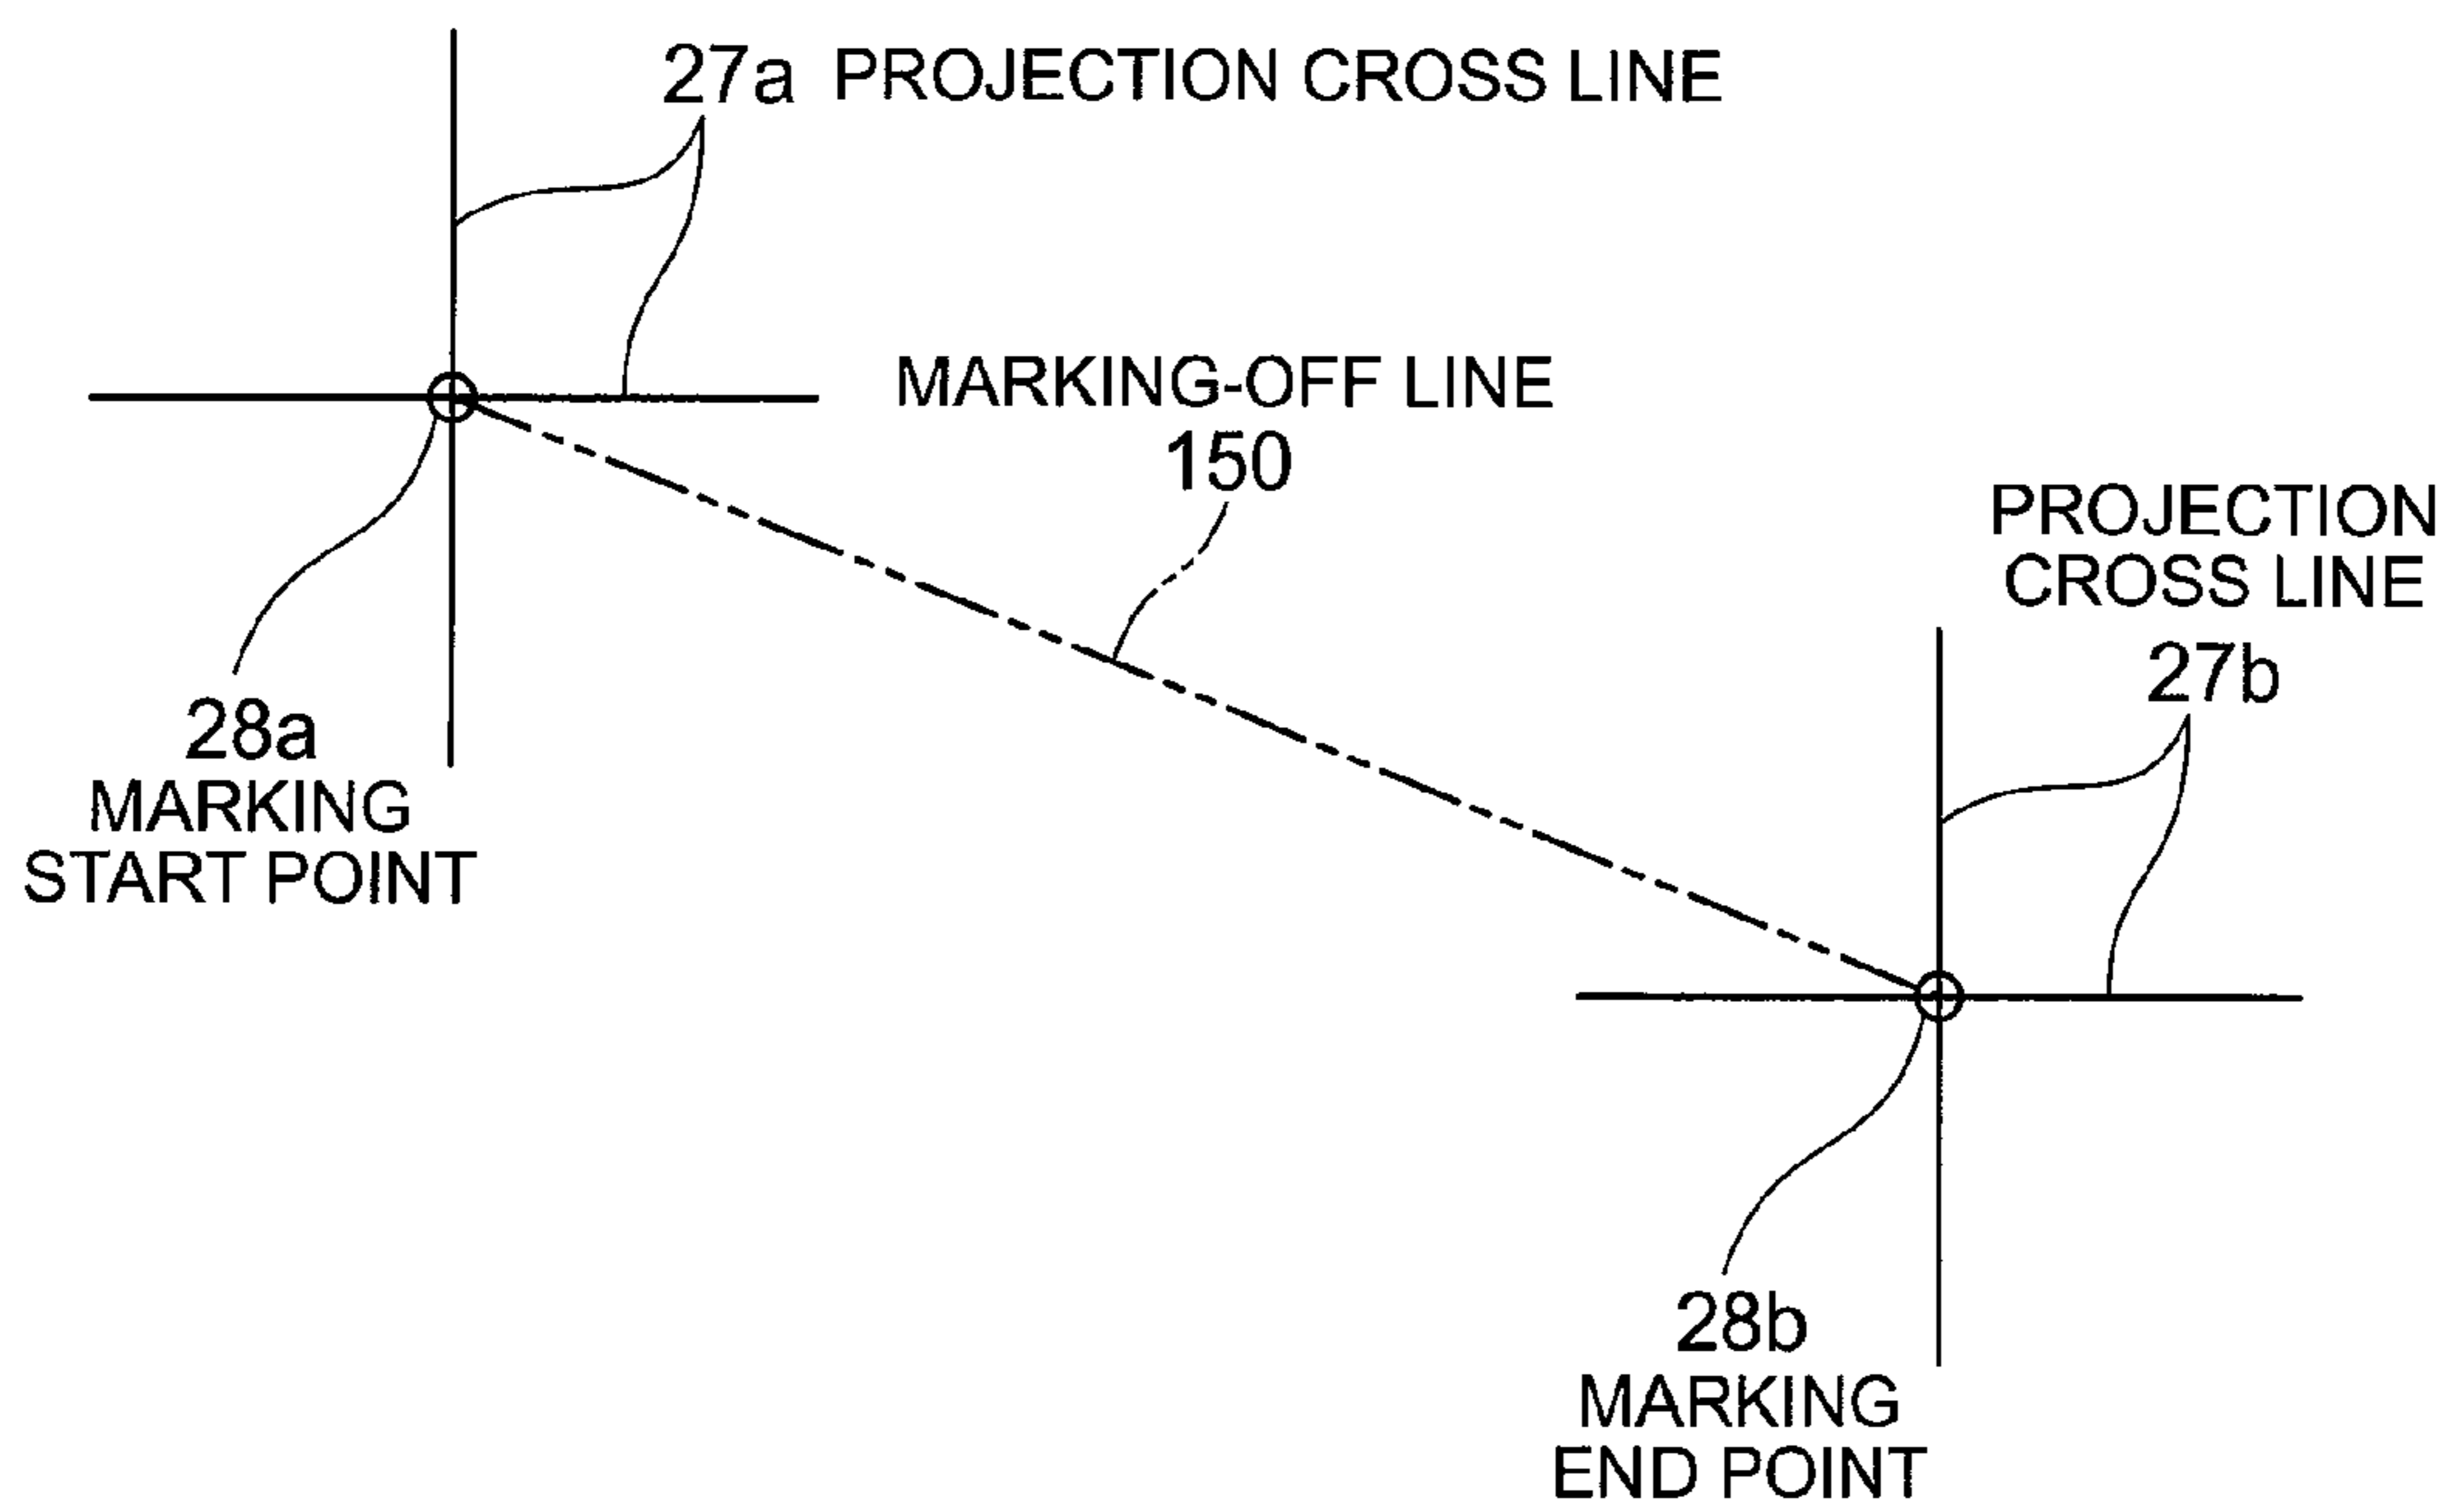 27a PROJECTION CROSS LINE
MARKING-OFF LINE
150
PROJECTION
CROSS LINE
27b
28a
MARKING
START POINT
28b
MARKING
END POINT